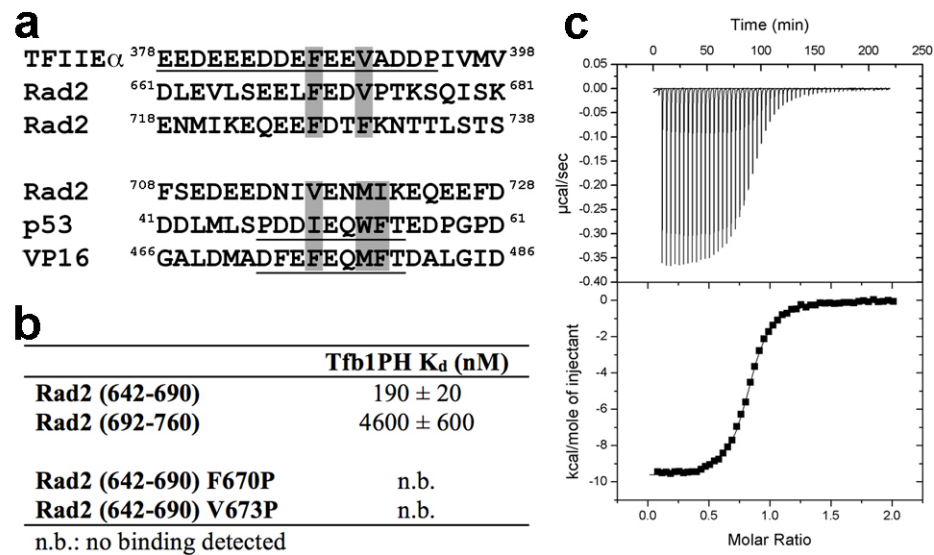 a
TFIIEα 378 EEDEEEDDEFEEVADDPIVMV 398
Rad2 661 DLEVLSEELFEDVPTKSQISK 681
Rad2 718 ENMIKEQEEFDTFKNTTLSTS 738
Rad2 708 FSEDEEDNIVENMIKEQEEFD 728
p53 41 DDLMLSPDDIEQWFTEDPGPD 61
VP16 466 GALDMADFEFEQMFTDALGID 486
b
Tfb1PH Kd (nM)
Rad2 (642-690) 190 ± 20
Rad2 (692-760) 4600 ± 600
Rad2 (642-690) F670P n.b.
Rad2 (642-690) V673P n.b.
n.b.: no binding detected
c
Time (min)
0 50 100 150 200 250
0.05
0.00
-0.05
-0.10
-0.15
-0.20
-0.25
-0.30
-0.35
-0.40
µcal/sec
0
-2
-4
-6
-8
-10
kcal/mole of injectant
0.0 0.5 1.0 1.5 2.0
Molar Ratio